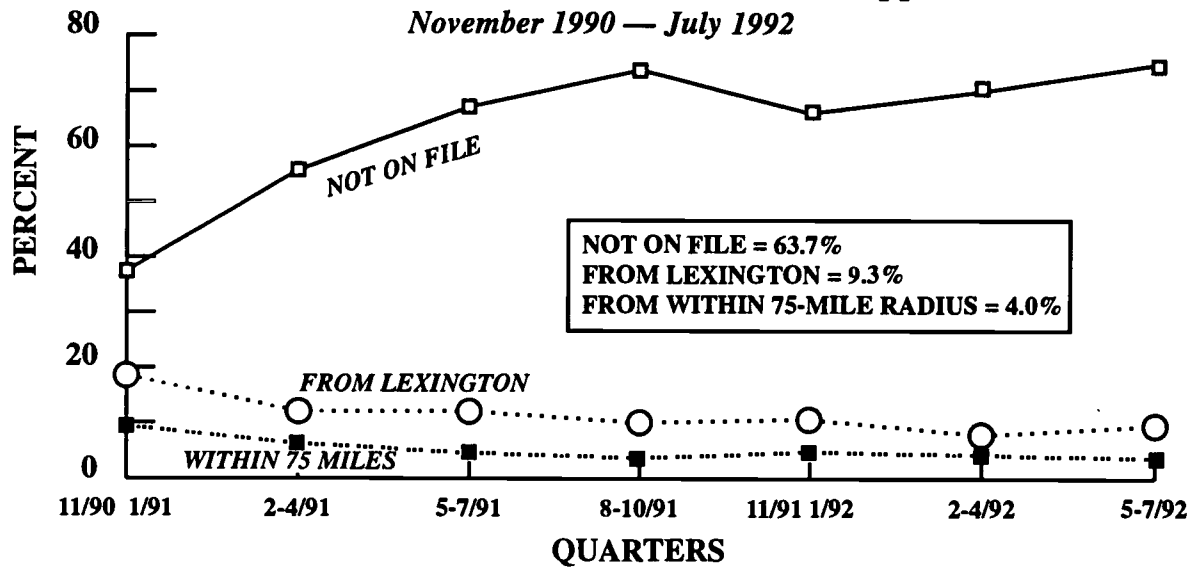 November 1990 — July 1992
80
60
40
20
0
PERCENT
NOT ON FILE
NOT ON FILE = 63.7%
FROM LEXINGTON = 9.3%
FROM WITHIN 75-MILE RADIUS = 4.0%
FROM LEXINGTON
WITHIN 75 MILES
11/90 1/91 2-4/91 5-7/91 8-10/91 11/91 1/92 2-4/92 5-7/92
QUARTERS